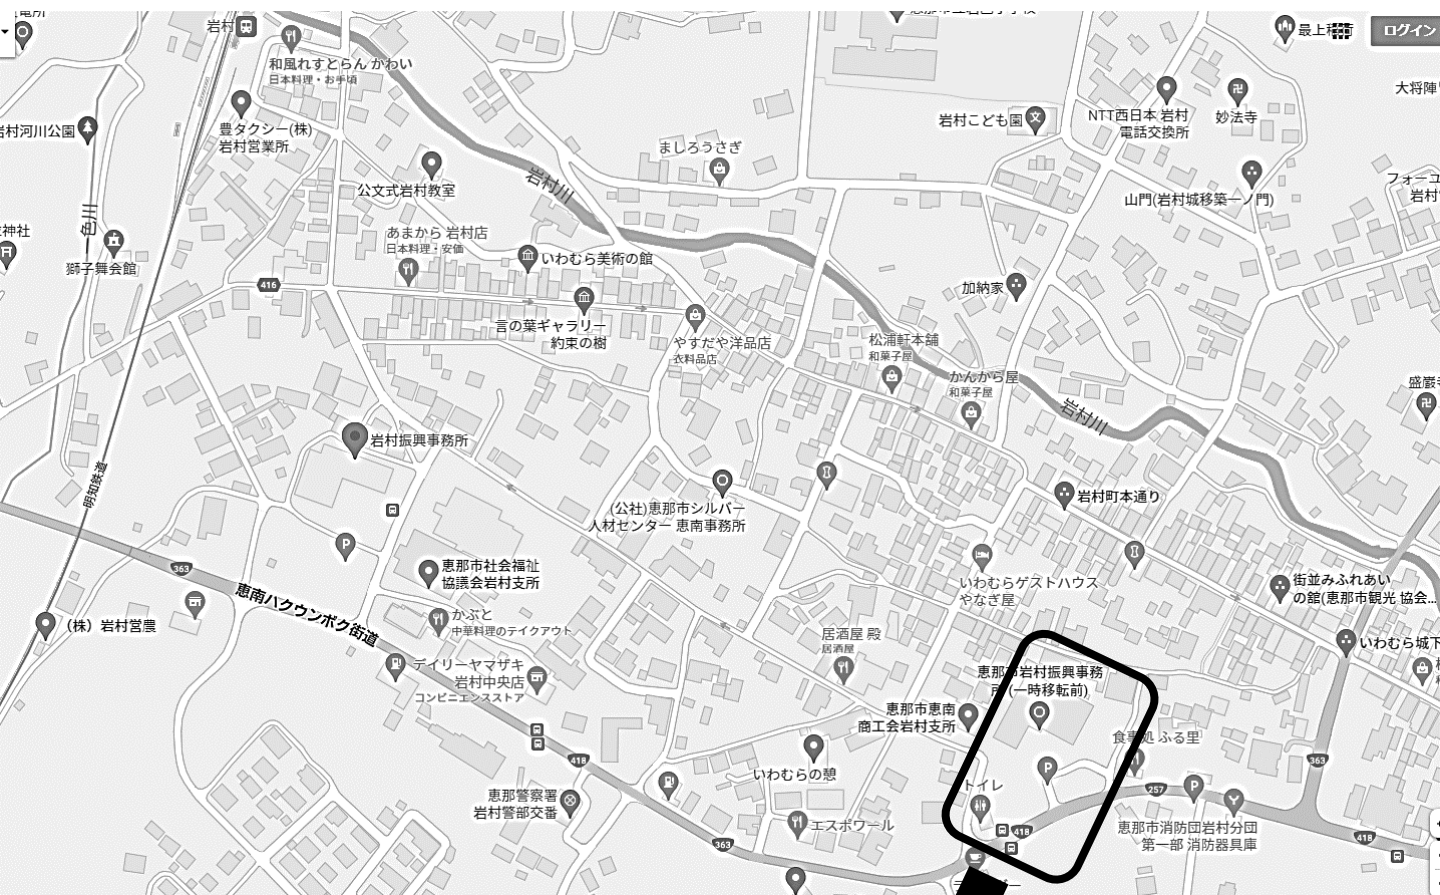 岩村
和風れすとらん かわい
日本料理・お手頃
最上稲荷
ログイン
大将陣
豊タクシー(株)
岩村営業所
岩村河川公園
公文式岩村教室
岩村こども園
NTT西日本 岩村
電話交換所
妙法寺
ましろうさぎ
岩村川
山門(岩村城移築一ノ門)
神社
獅子舞会館
あまから 岩村店
日本料理・安価
いわむら美術の館
416
加納家
言の葉ギャラリー
約束の樹
やすだや洋品店
衣料品店
松浦軒本舗
和菓子屋
かんから屋
和菓子屋
岩村川
岩村振興事務所
明知鉄道
(公社)恵那市シルバー
人材センター 恵南事務所
岩村町本通り
P
363
恵南ハクウンボク街道
恵那市社会福祉
協議会岩村支所
かぶと
中華料理のテイクアウト
(株)岩村営農
いわむらゲストハウス
やなぎ屋
街並みふれあい
の館(恵那市観光 協会...
いわむら城下
デイリーヤマザキ
岩村中央店
コンビニエンスストア
居酒屋 殿
居酒屋
恵那市岩村振興事務
所 (一時移転前)
恵那市恵南
商工会岩村支所
食事処 ふる里
418
いわむらの憩
P
トイレ
257
P
363
恵那警察署
岩村警部交番
エスポワール
418
恵那市消防団岩村分団
第一部 消防器具庫
418
363